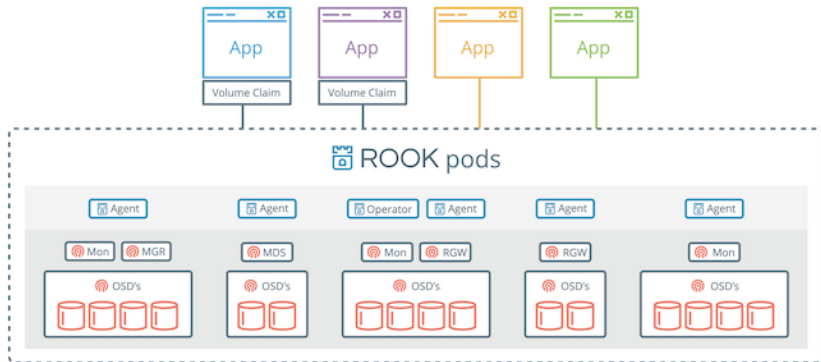 App App App App
Volume Claim Volume Claim
ROOK pods
Agent Agent Operator Agent Agent Agent
Mon MGR MDS Mon RGW RGW Mon
OSD's OSD's OSD's OSD's OSD's